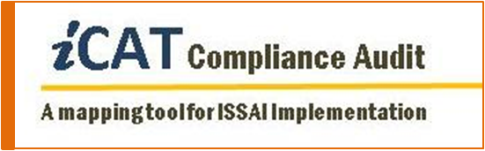 iCAT Compliance Audit
A mapping tool for ISSAI Implementation